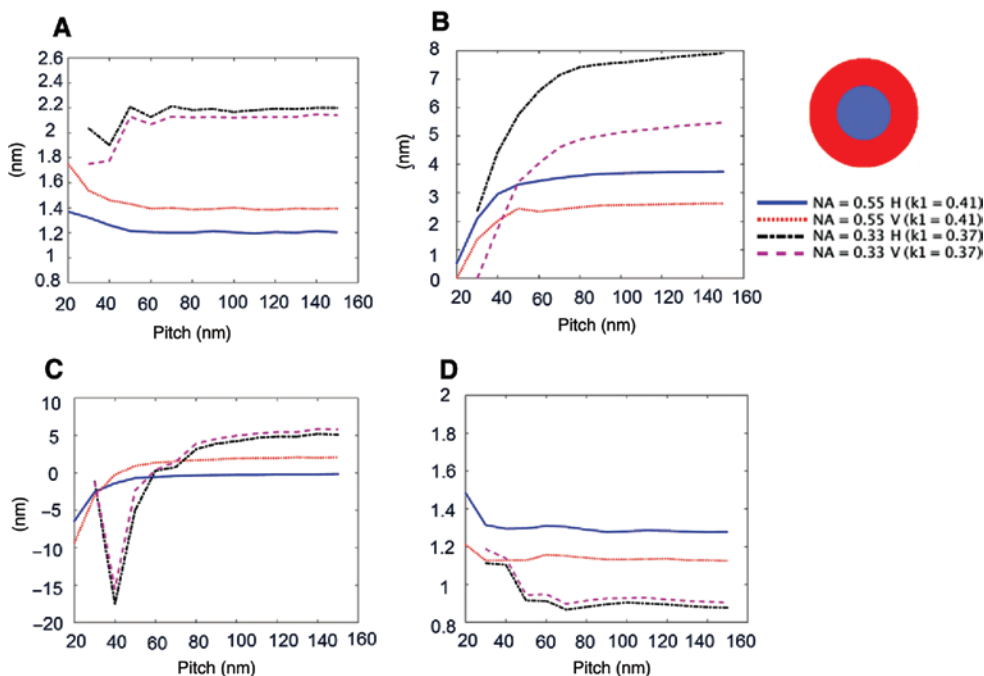 A
2.6
2.4
2.2
2
1.8
1.6
1.4
1.2
1
0.8
(nm)
20 40 60 80 100 120 140 160
Pitch (nm)
B
8
7
6
5
4
3
2
1
0
(nm)
20 40 60 80 100 120 140 160
Pitch (nm)
NA = 0.55 H (k1 = 0.41)
NA = 0.55 V (k1 = 0.41)
NA = 0.33 H (k1 = 0.37)
NA = 0.33 V (k1 = 0.37)
C
10
5
0
−5
−10
−15
−20
(nm)
20 40 60 80 100 120 140 160
Pitch (nm)
D
2
1.8
1.6
1.4
1.2
1
0.8
20 40 60 80 100 120 140 160
Pitch (nm)